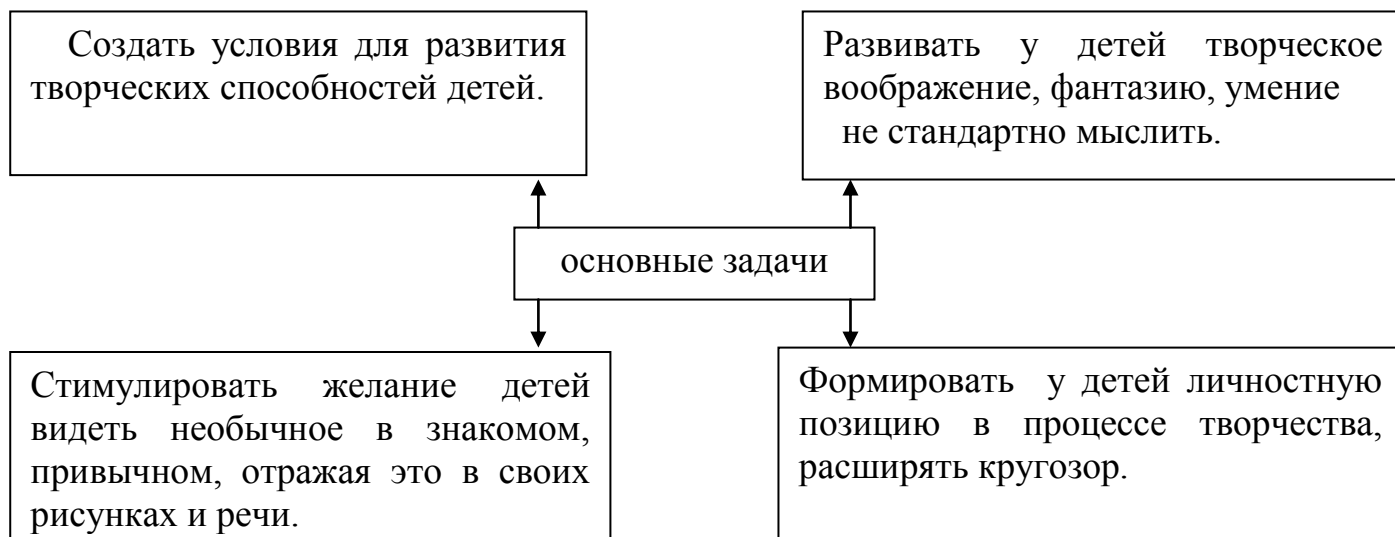 Создать условия для развития
творческих способностей детей.
Развивать у детей творческое
воображение, фантазию, умение
не стандартно мыслить.
основные задачи
Стимулировать желание детей
видеть необычное в знакомом,
привычном, отражая это в своих
рисунках и речи.
Формировать у детей личностную
позицию в процессе творчества,
расширять кругозор.